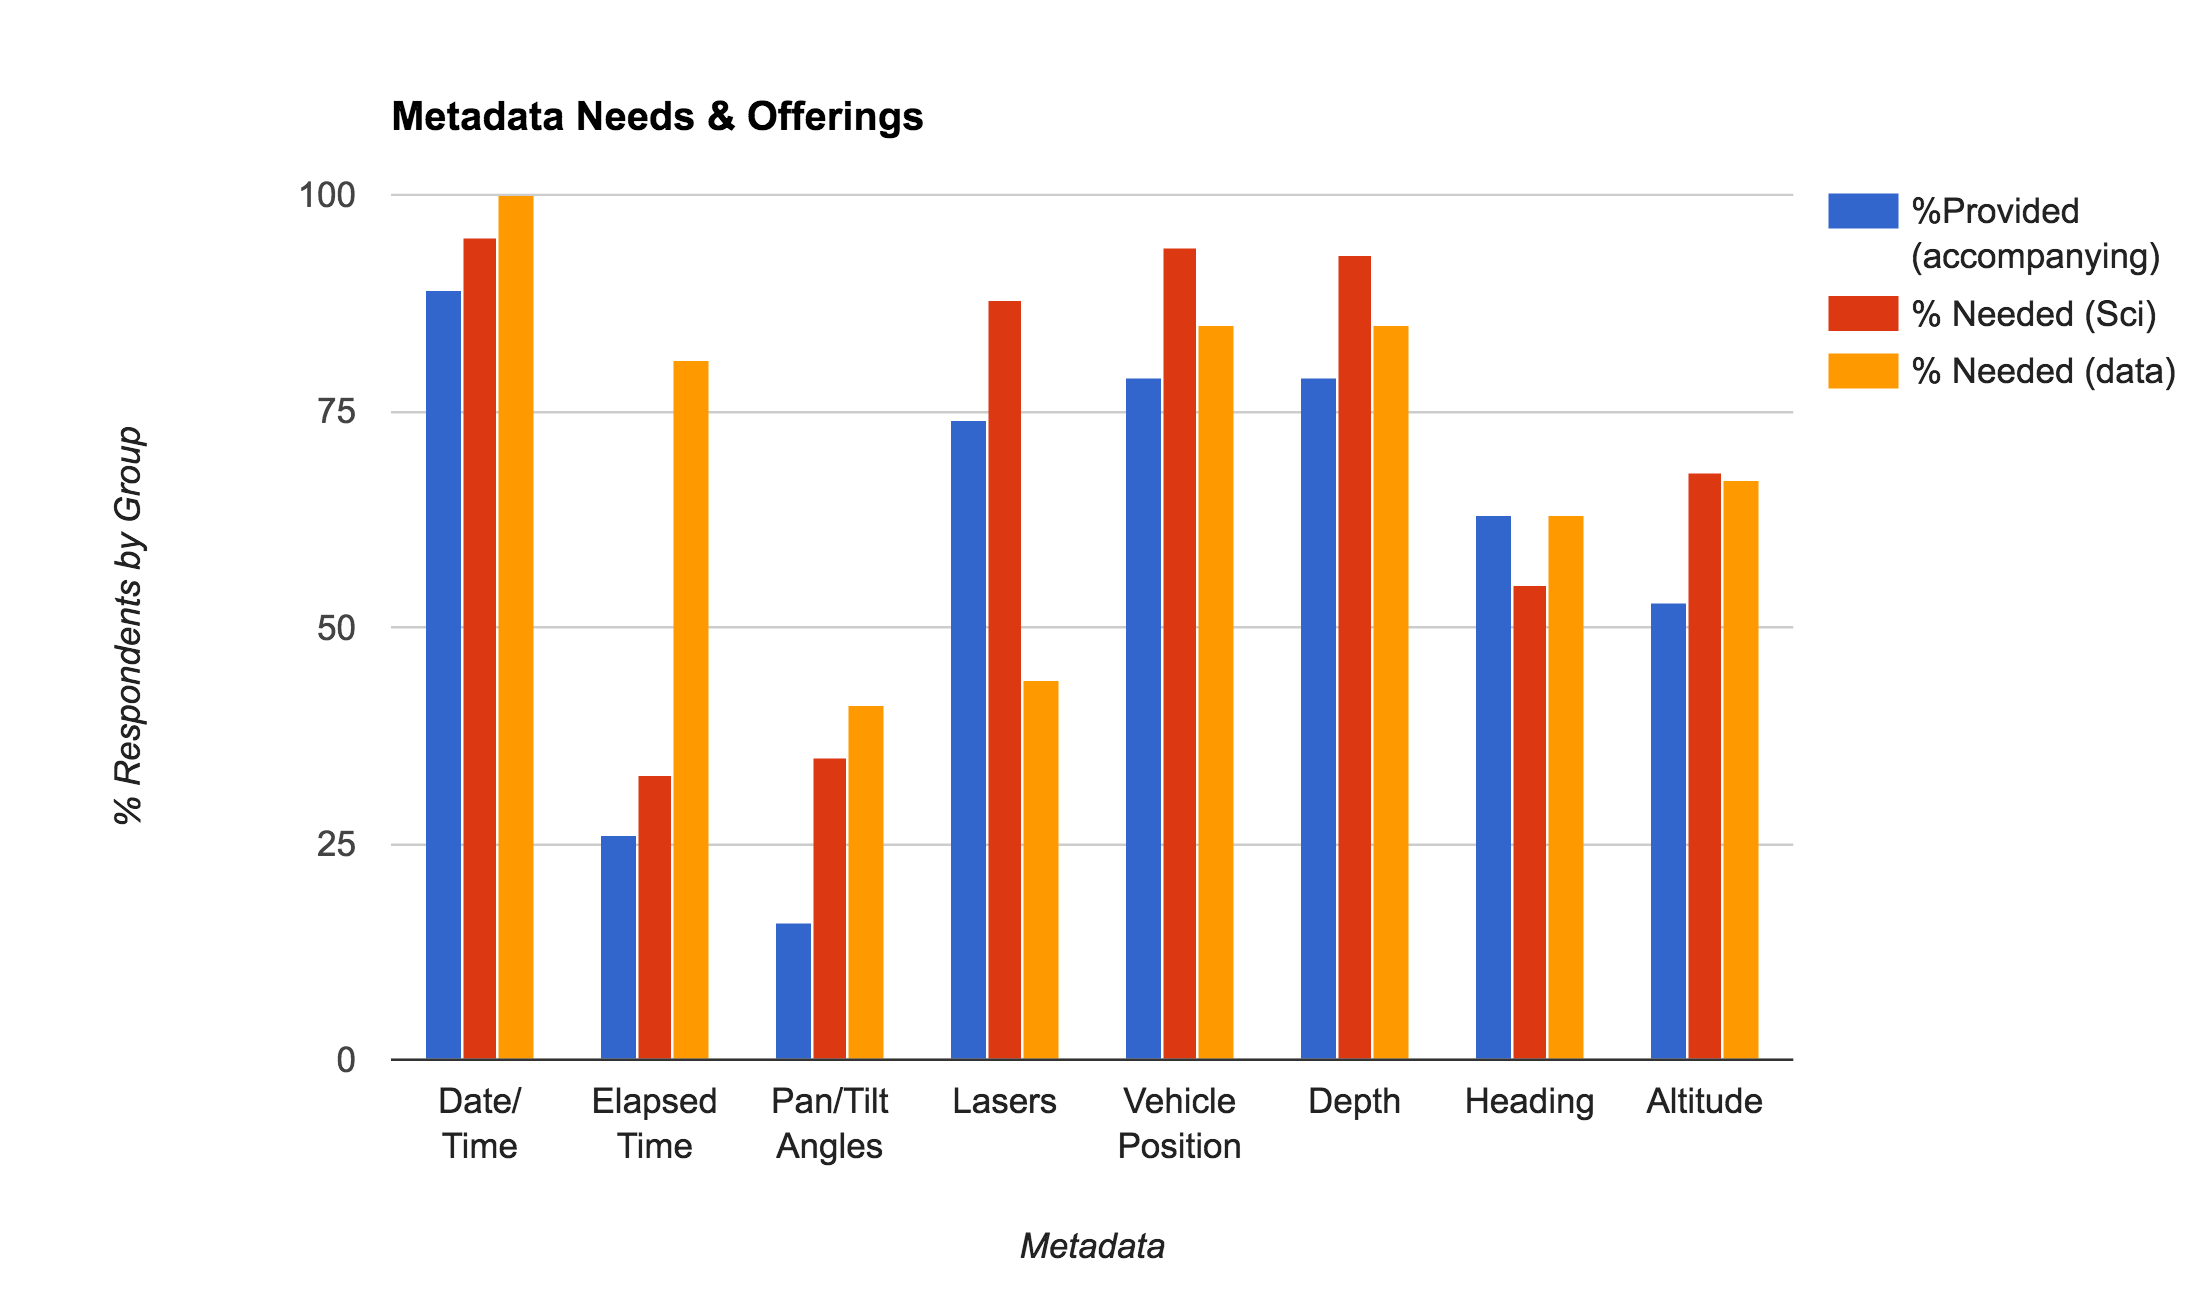 Metadata Needs & Offerings
100
75
50
25
0
% Respondents by Group
%Provided
(accompanying)
% Needed (Sci)
% Needed (data)
Date/
Time
Elapsed
Time
Pan/Tilt
Angles
Lasers
Vehicle
Position
Depth
Heading
Altitude
Metadata